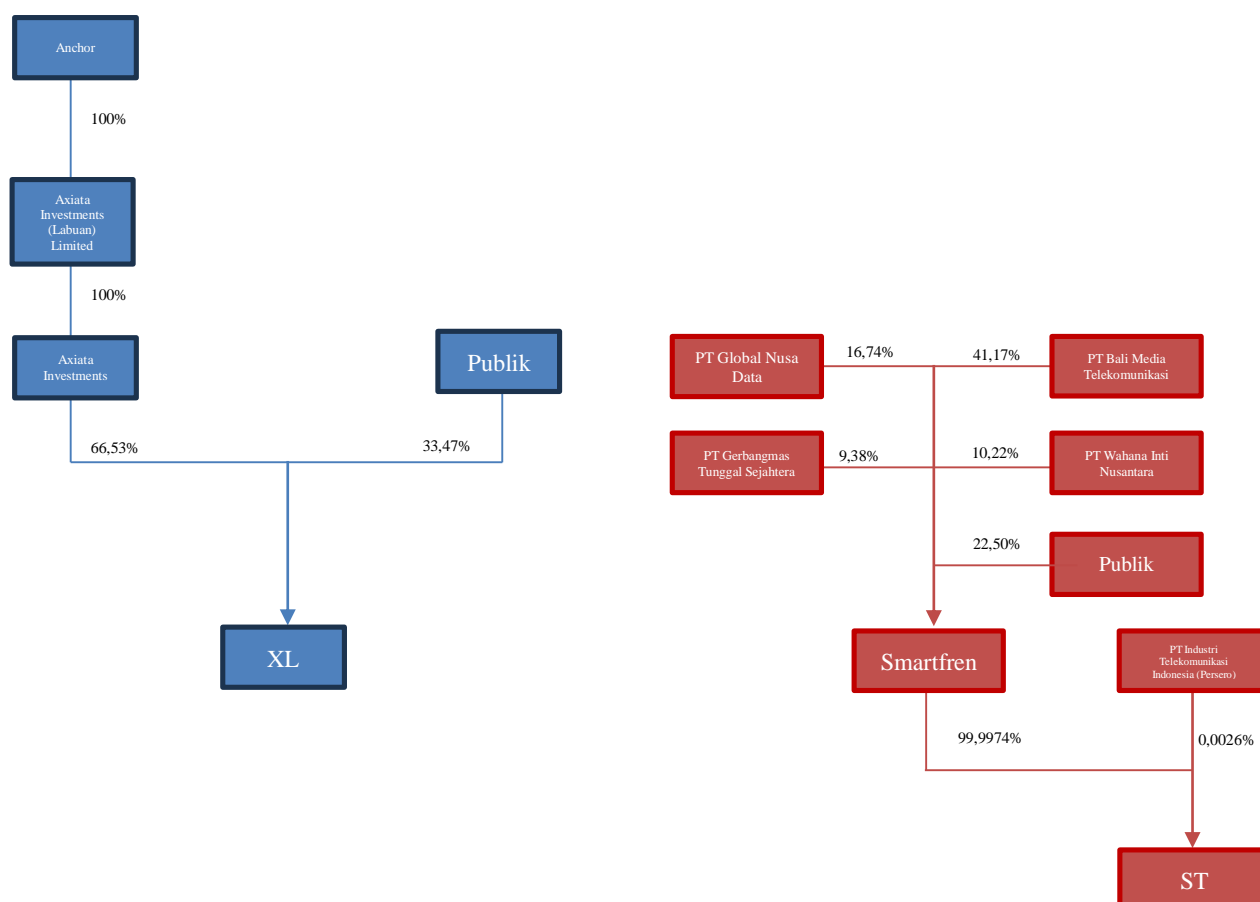 Anchor
100%
Axiata
Investments
(Labuan)
Limited
100%
Axiata
Investments
Publik
66,53%
33,47%
XL
PT Global Nusa
Data
16,74%
41,17%
PT Bali Media
Telekomunikasi
PT Gerbangmas
Tunggal Sejahtera
9,38%
10,22%
PT Wahana Inti
Nusantara
22,50%
Publik
Smartfren
PT Industri
Telekomunikasi
Indonesia (Persero)
99,9974%
0,0026%
ST